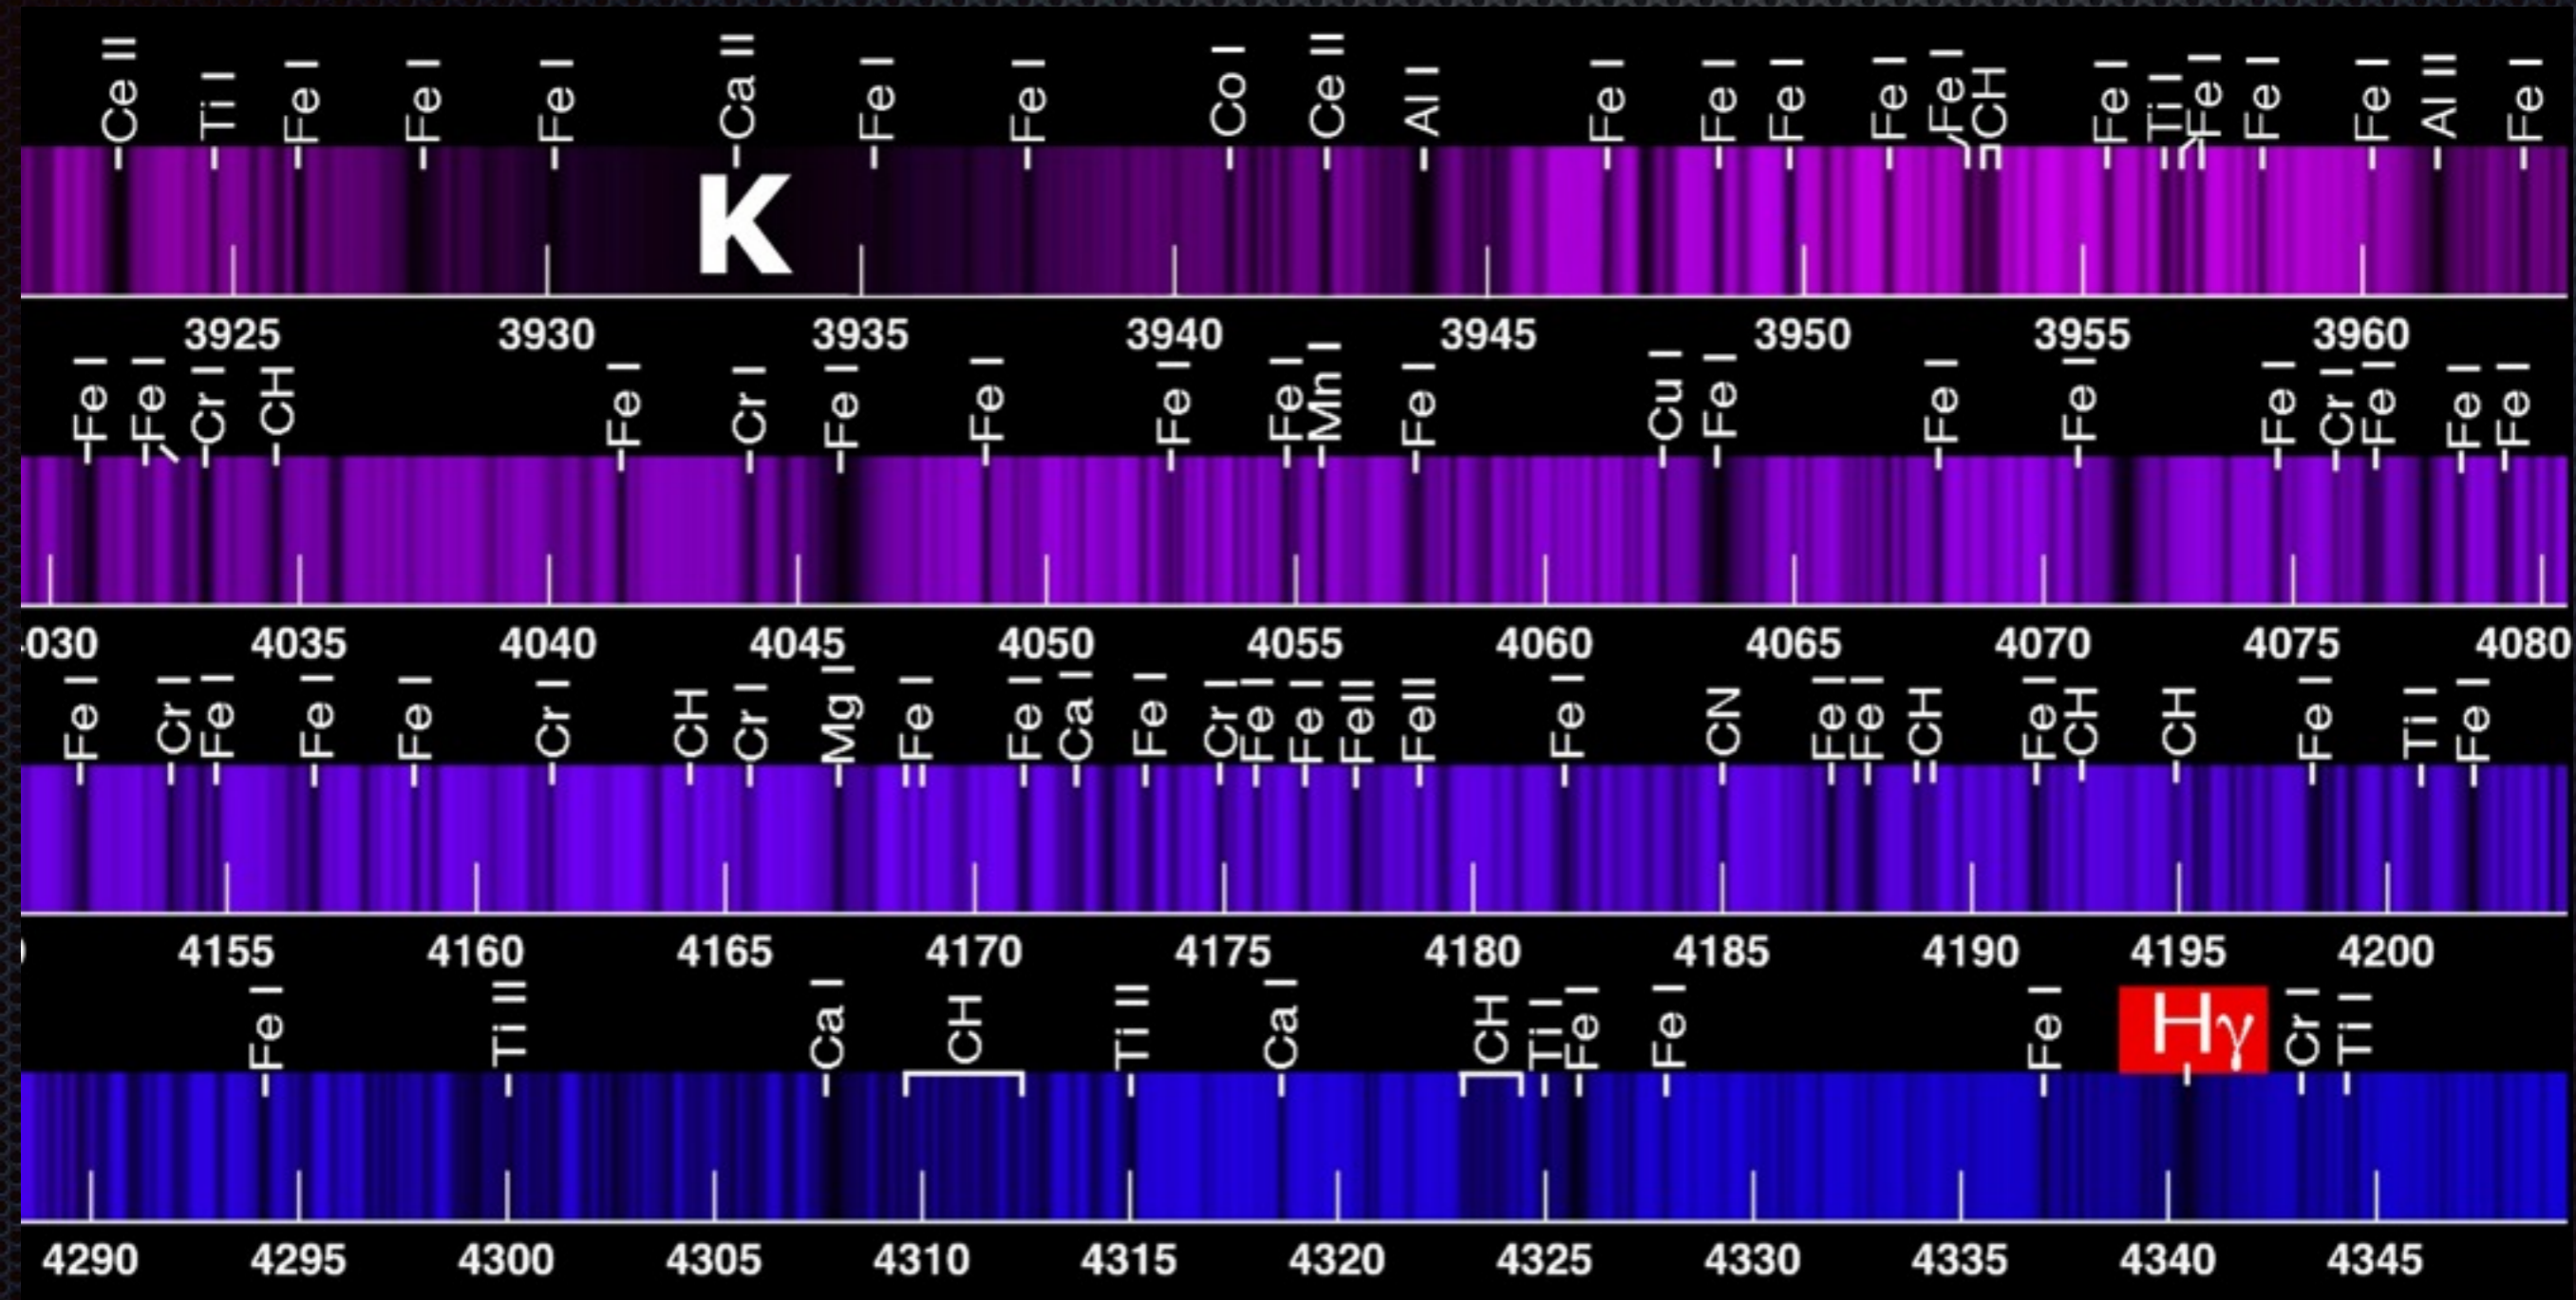 Ce II Ti I Fe I Fe I Fe I Ca II Fe I Fe I Co I Ce II Al I Fe I Fe I Fe I Fe I Fe I CH Fe I Ti I Fe I Fe I Fe I Al II Fe I
K
3925 3930 3935 3940 3945 3950 3955 3960
Fe I Fe I Cr I CH Fe I Cr I Fe I Fe I Fe I Fe I Mn I Fe I Cu I Fe I Fe I Fe I Fe I Cr I Fe I Fe I Fe I
030 4035 4040 4045 4050 4055 4060 4065 4070 4075 4080
Fe I Cr I Fe I Fe I Fe I Cr I CH Cr I Mg I Fe I Fe I Ca I Fe I Cr I Fe I Fe I FeII FeII Fe I CN Fe I Fe I CH Fe I CH CH Fe I Ti I Fe I
4155 4160 4165 4170 4175 4180 4185 4190 4195 4200
Fe I Ti II Ca I CH Ti II Ca I CH Ti I Fe I Fe I Fe I Hγ Cr I Ti I
4290 4295 4300 4305 4310 4315 4320 4325 4330 4335 4340 4345